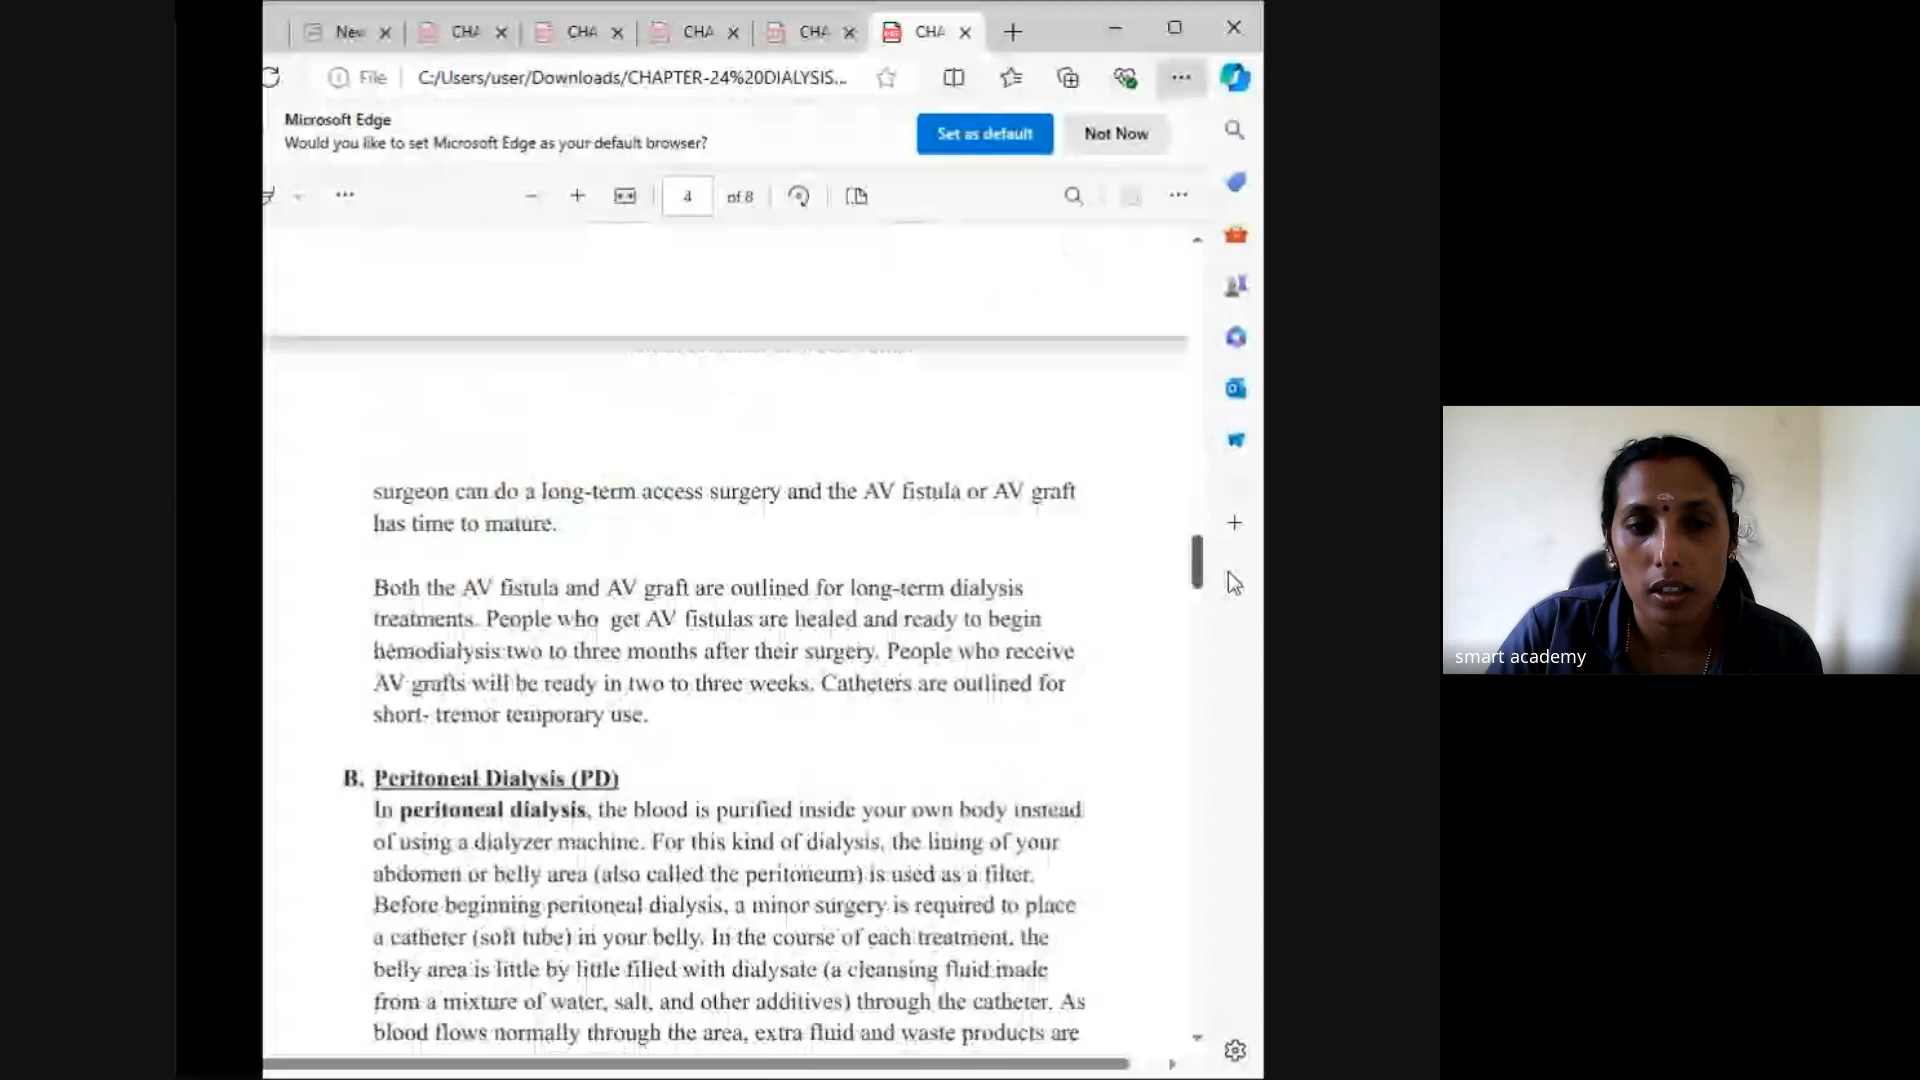 New
CHA
CHA
CHA
CHA
CHA
File
C:/Users/user/Downloads/CHAPTER-24%20DIALYSIS...
Microsoft Edge
Would you like to set Microsoft Edge as your default browser?
Set as default
Not Now
4
of 8
surgeon can do a long-term access surgery and the AV fistula or AV graft
has time to mature.
Both the AV fistula and AV graft are outlined for long-term dialysis
treatments. People who get AV fistulas are healed and ready to begin
hemodialysis two to three months after their surgery. People who receive
AV grafts will be ready in two to three weeks. Catheters are outlined for
short- tremor temporary use.
B. Peritoneal Dialysis (PD)
In peritoneal dialysis, the blood is purified inside your own body instead
of using a dialyzer machine. For this kind of dialysis, the lining of your
abdomen or belly area (also called the peritoneum) is used as a filter.
Before beginning peritoneal dialysis, a minor surgery is required to place
a catheter (soft tube) in your belly. In the course of each treatment, the
belly area is little by little filled with dialysate (a cleansing fluid made
from a mixture of water, salt, and other additives) through the catheter. As
blood flows normally through the area, extra fluid and waste products are
smart academy